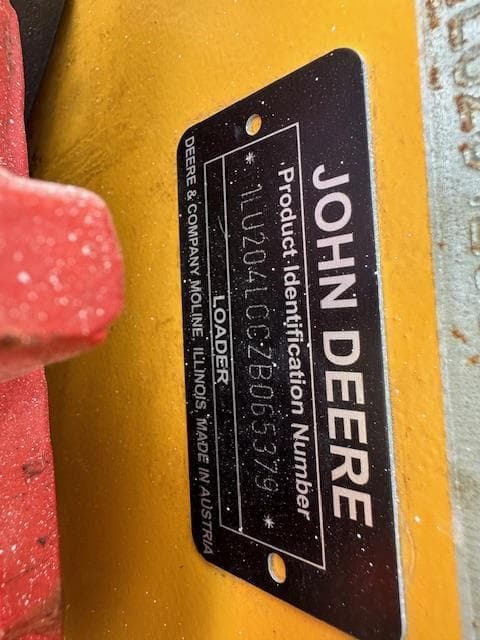 JOHN DEERE
Product Identification Number
* 1LU204LCCZB065379 *
LOADER
DEERE & COMPANY MOLINE, ILLINOIS MADE IN AUSTRIA